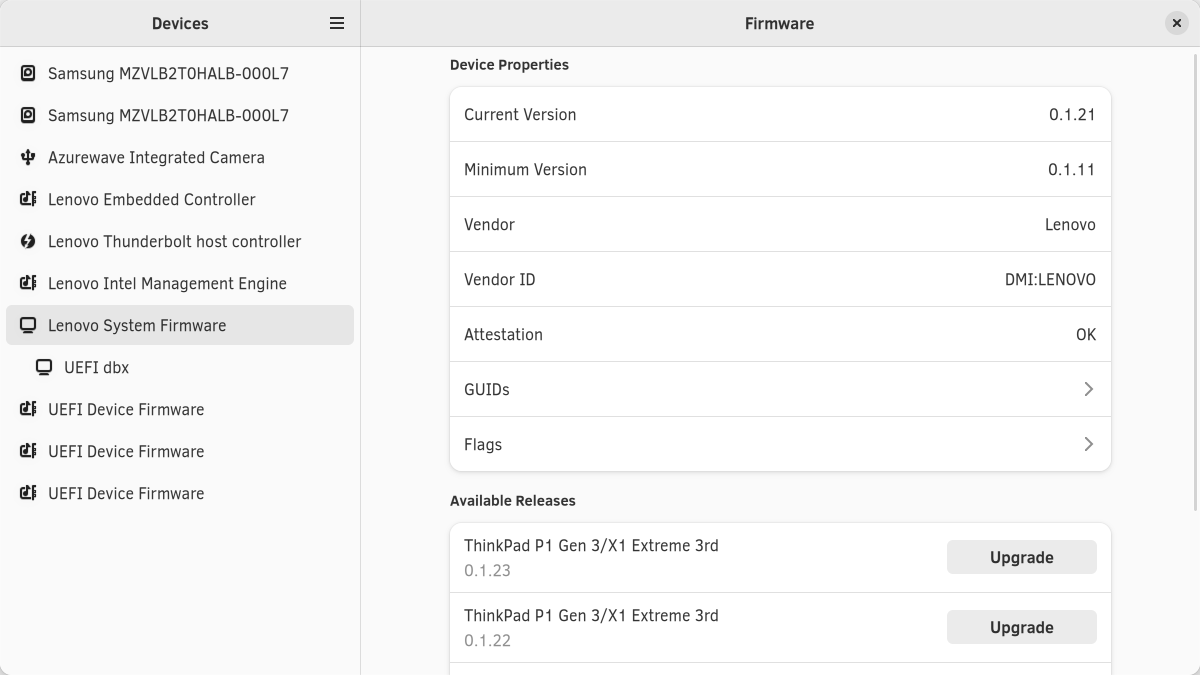 Devices
Firmware
Samsung MZVLB2T0HALB-000L7
Samsung MZVLB2T0HALB-000L7
Azurewave Integrated Camera
Lenovo Embedded Controller
Lenovo Thunderbolt host controller
Lenovo Intel Management Engine
Lenovo System Firmware
UEFI dbx
UEFI Device Firmware
UEFI Device Firmware
UEFI Device Firmware
Device Properties
Current Version 0.1.21
Minimum Version 0.1.11
Vendor Lenovo
Vendor ID DMI:LENOVO
Attestation OK
GUIDs
Flags
Available Releases
ThinkPad P1 Gen 3/X1 Extreme 3rd
0.1.23
Upgrade
ThinkPad P1 Gen 3/X1 Extreme 3rd
0.1.22
Upgrade